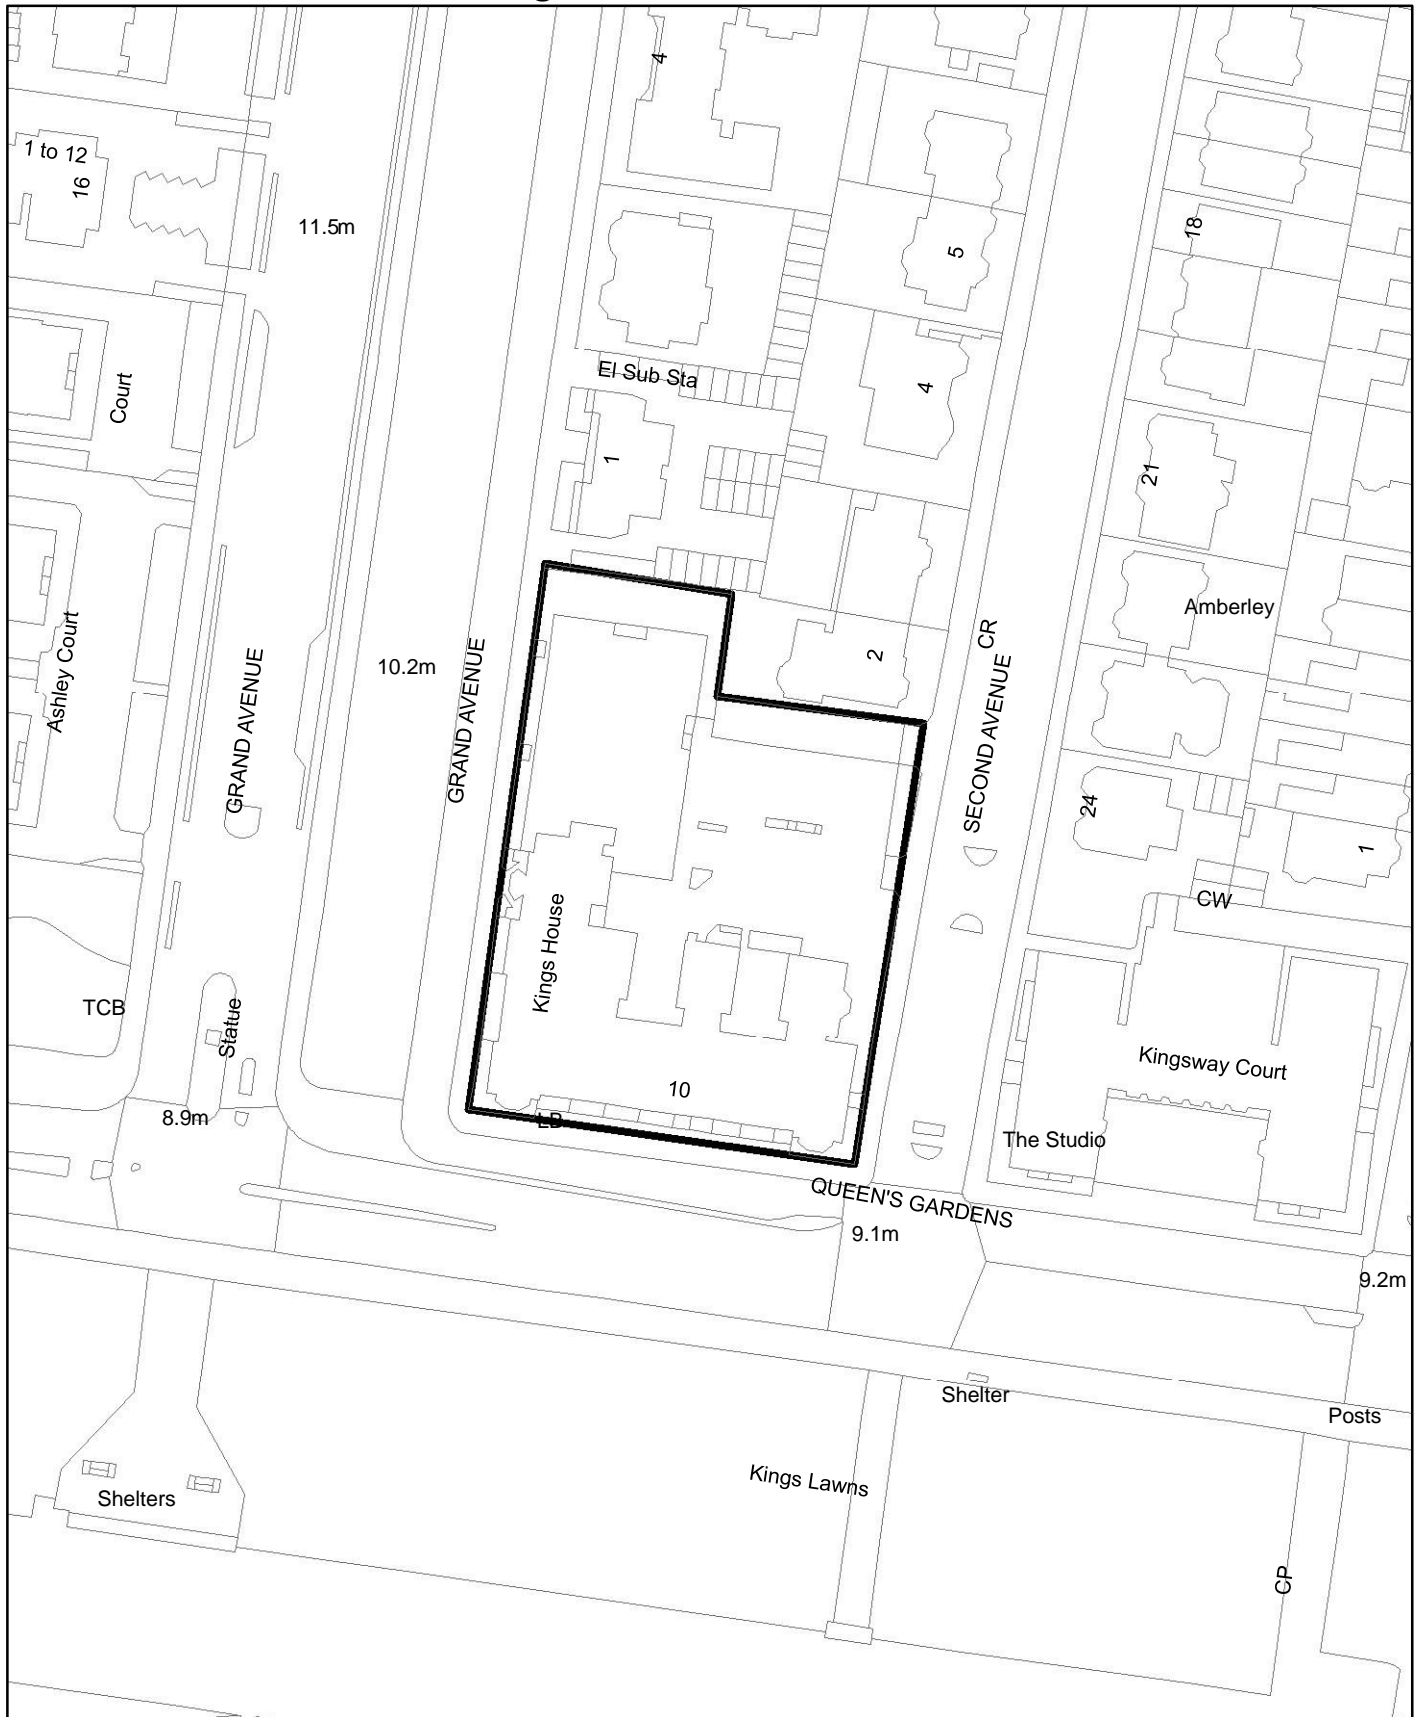 4
1 to 12
16
18
11.5m
5
El Sub Sta
4
Court
1
21
Amberley
CR
2
Ashley Court
10.2m
GRAND AVENUE
GRAND AVENUE
SECOND AVENUE
24
1
CW
Kings House
TCB
Statue
Kingsway Court
10
8.9m
LB
The Studio
QUEEN'S GARDENS
9.1m
9.2m
Shelter
Posts
Kings Lawns
Shelters
CP